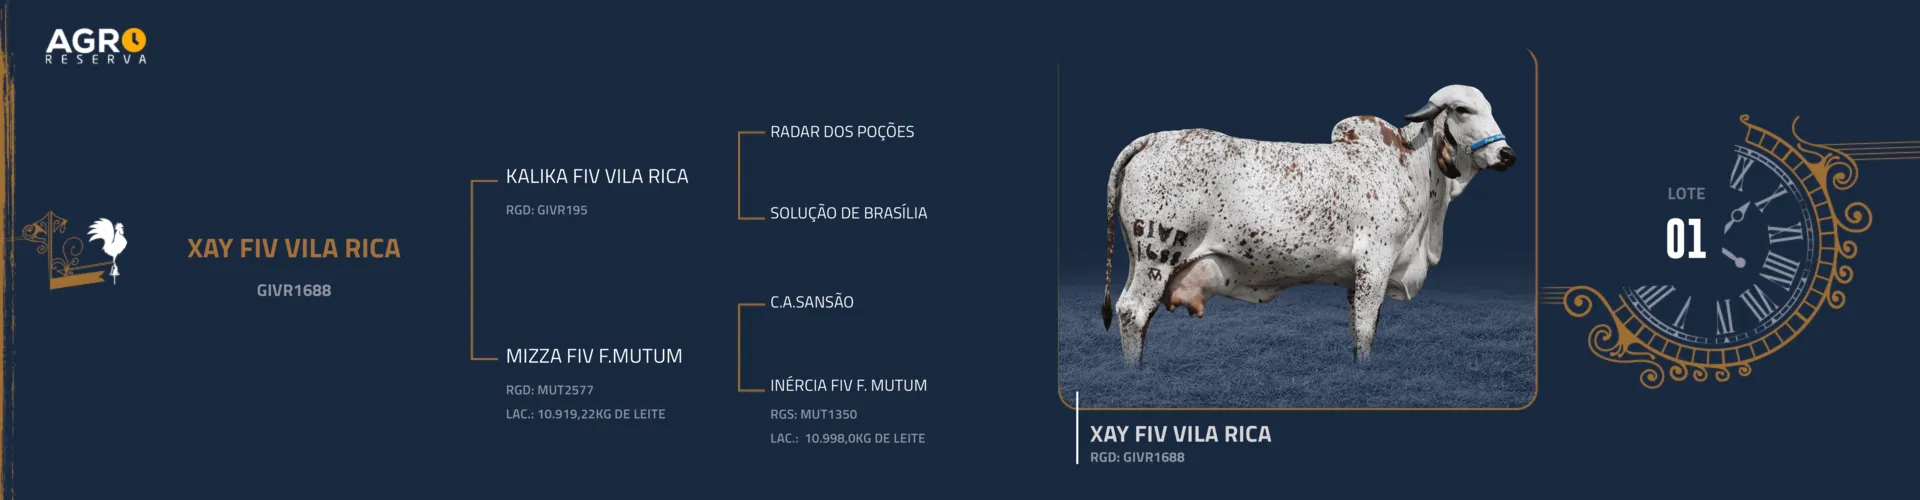 AGRO
RESERVA
XAY FIV VILA RICA
GIVR1688
KALIKA FIV VILA RICA
RGD: GIVR195
MIZZA FIV F.MUTUM
RGD: MUT2577
LAC.: 10.919,22KG DE LEITE
RADAR DOS POÇÕES
SOLUÇÃO DE BRASÍLIA
C.A.SANSÃO
INÉRCIA FIV F. MUTUM
RGS: MUT1350
LAC.: 10.998,0KG DE LEITE
GIVR
1688
XAY FIV VILA RICA
RGD: GIVR1688
LOTE
01